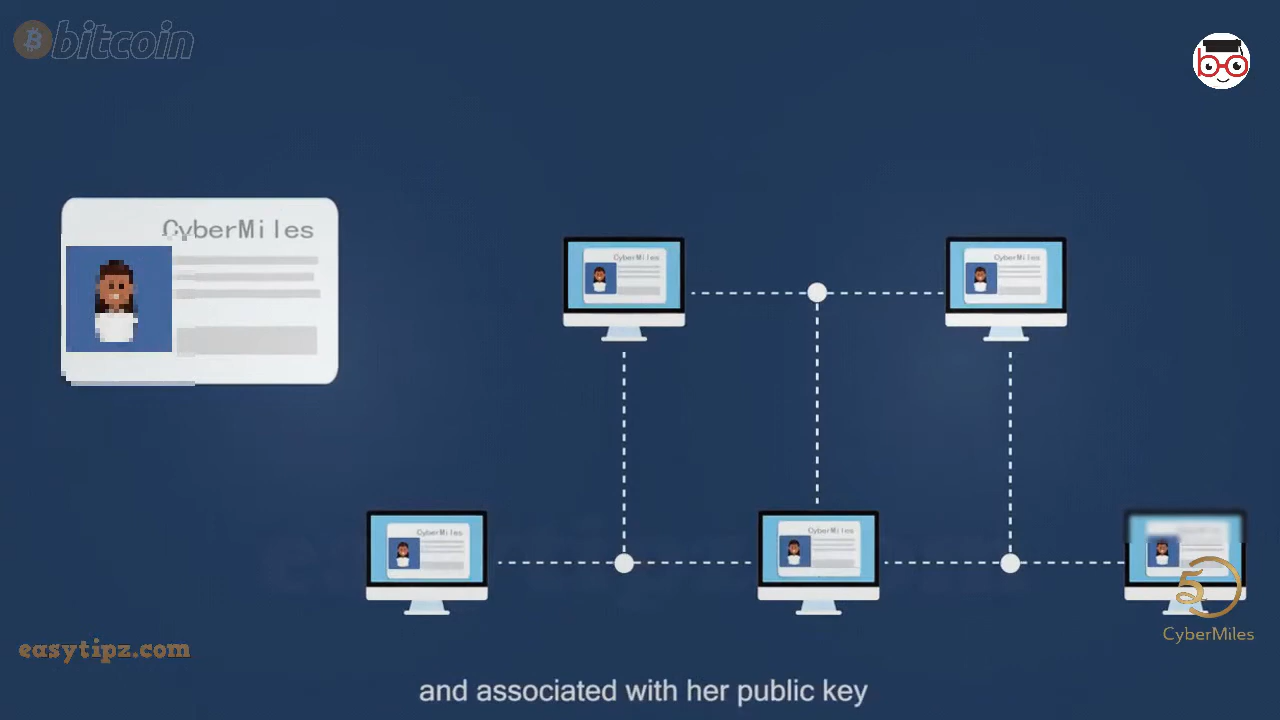 bitcoin
CyberMiles
CyberMiles
CyberMiles
CyberMiles
CyberMiles
CyberMiles
easytipz.com
and associated with her public key